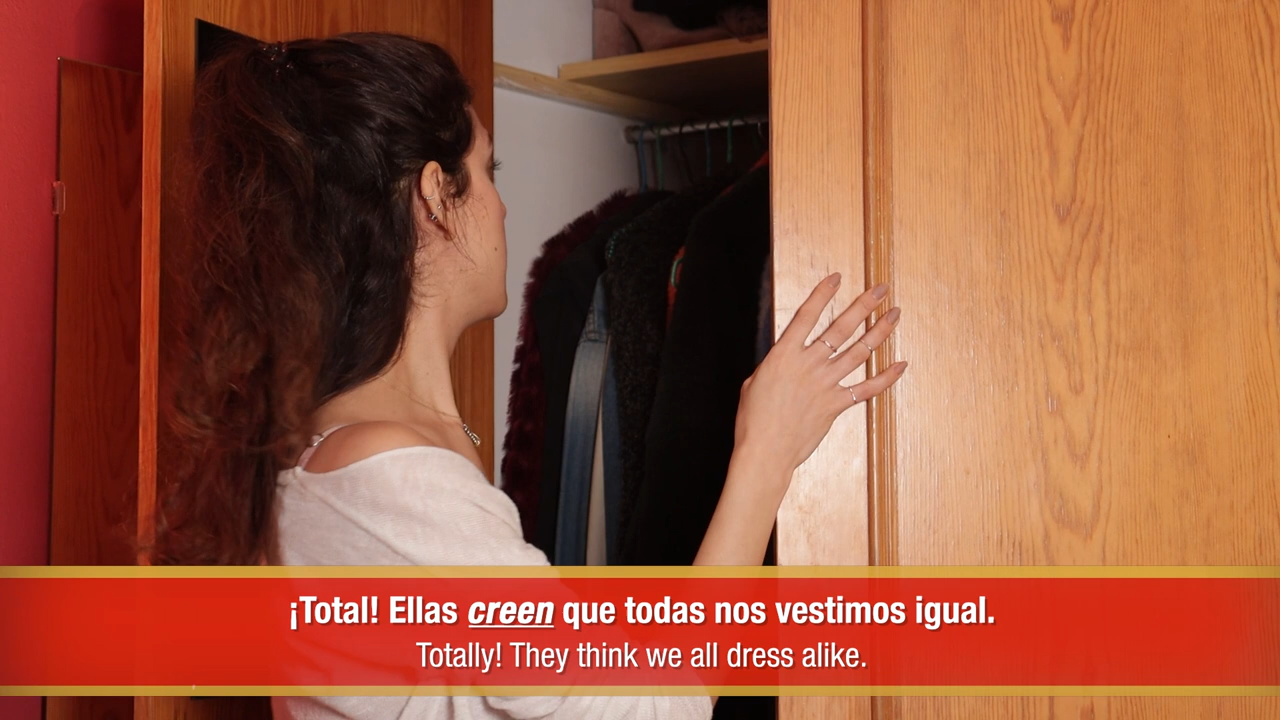 ¡Total! Ellas creen que todas nos vestimos igual.
Totally! They think we all dress alike.